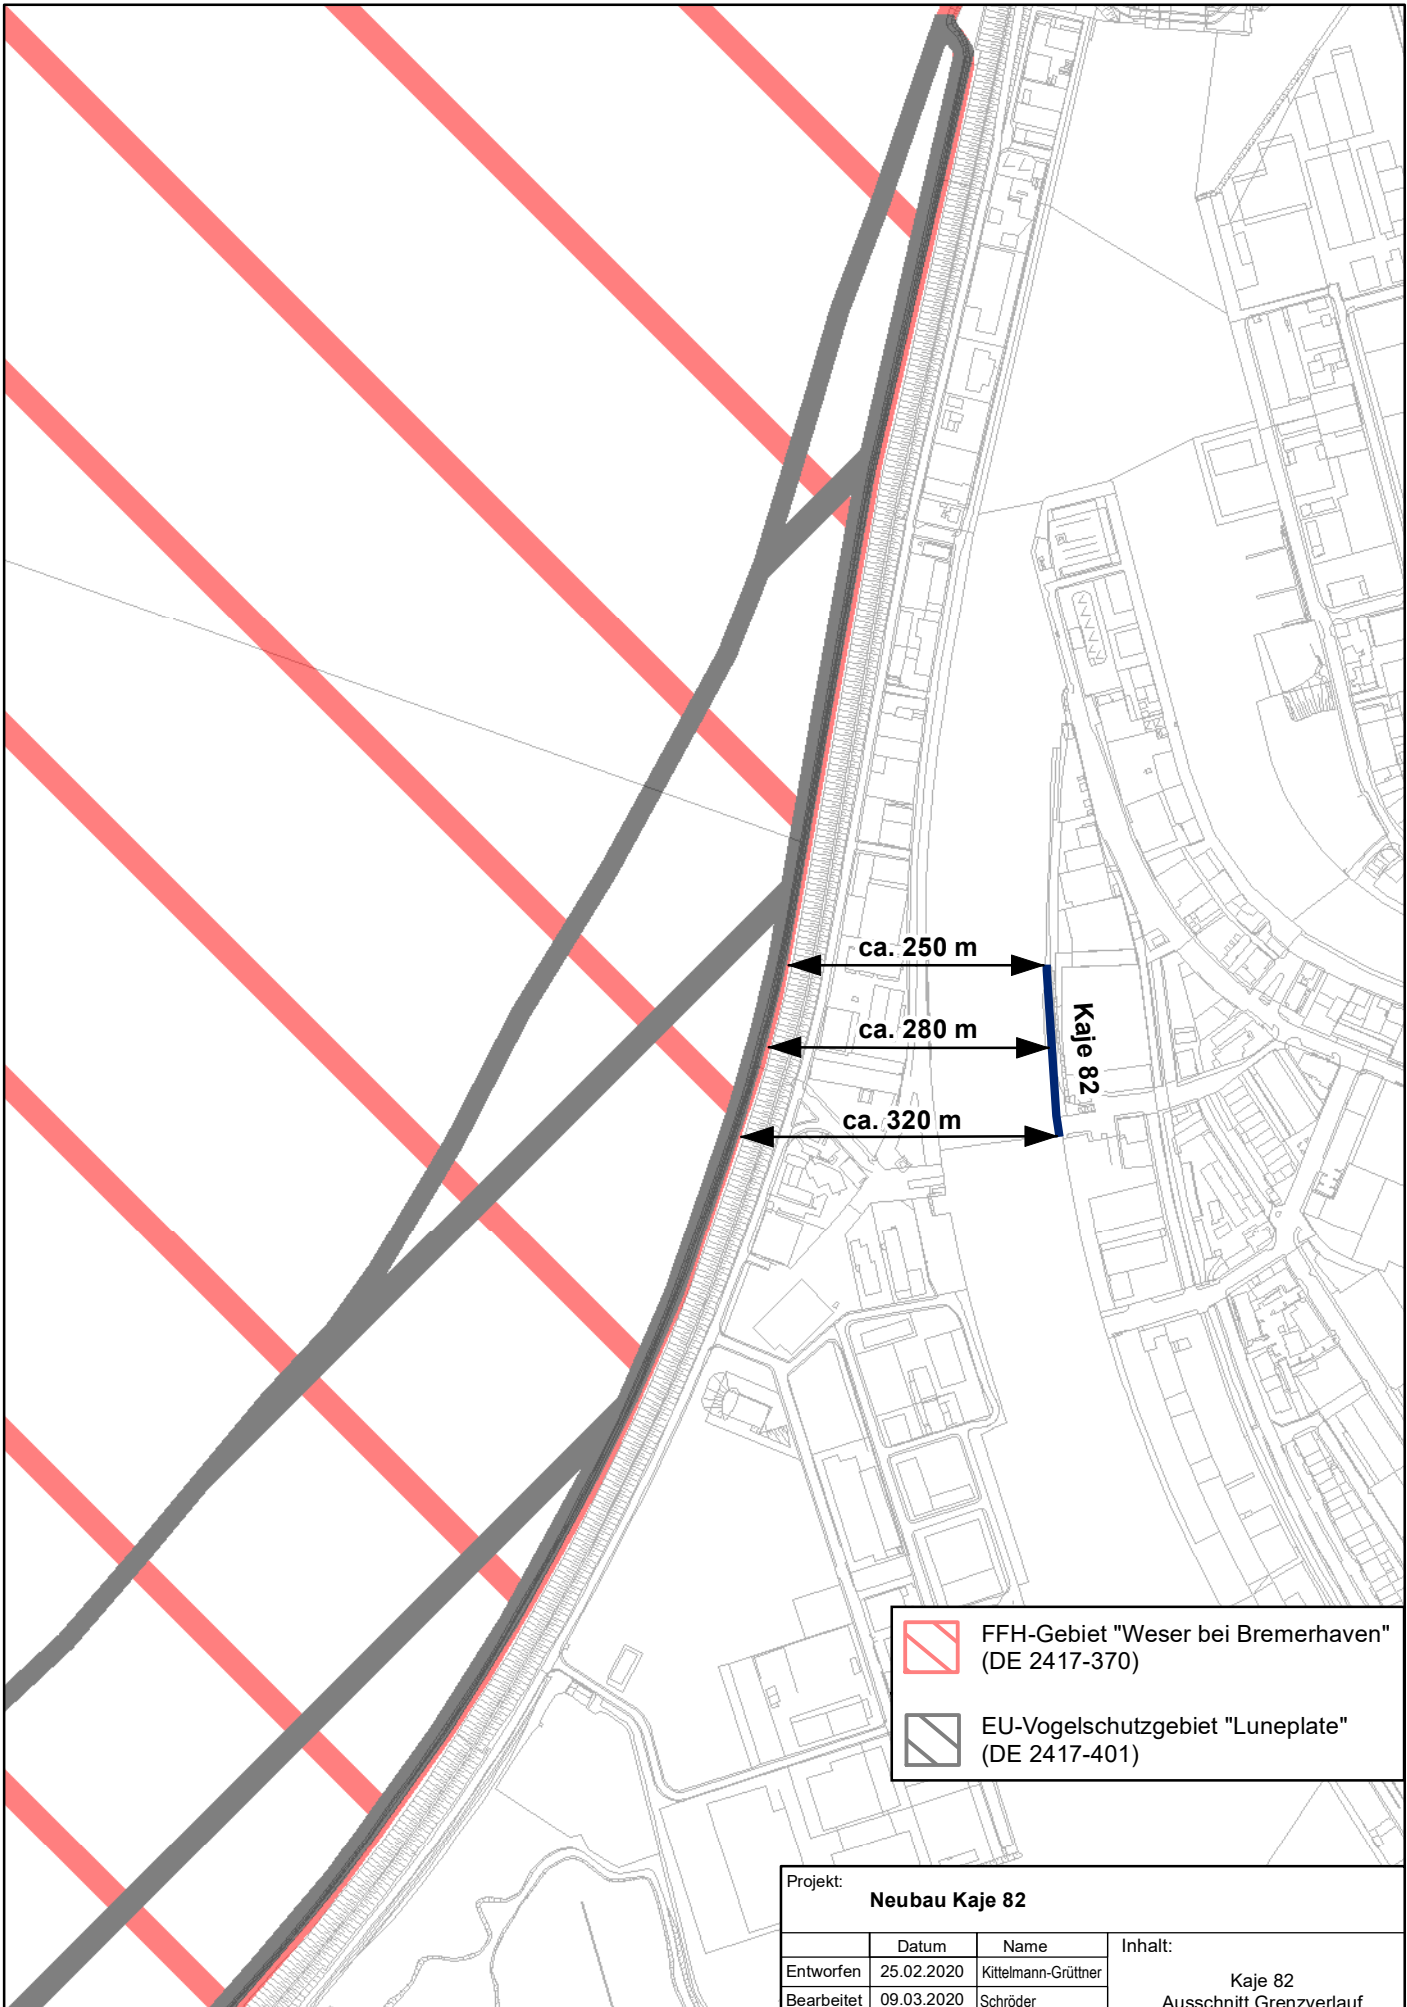 ca. 250 m
ca. 280 m
ca. 320 m
Kaje 82
FFH-Gebiet "Weser bei Bremerhaven"
(DE 2417-370)
EU-Vogelschutzgebiet "Luneplate"
(DE 2417-401)
Projekt:
Neubau Kaje 82
Datum Name Inhalt:
Entworfen 25.02.2020 Kittelmann-Grüttner
Kaje 82
Bearbeitet 09.03.2020 Schröder
Ausschnitt Grenzverlauf